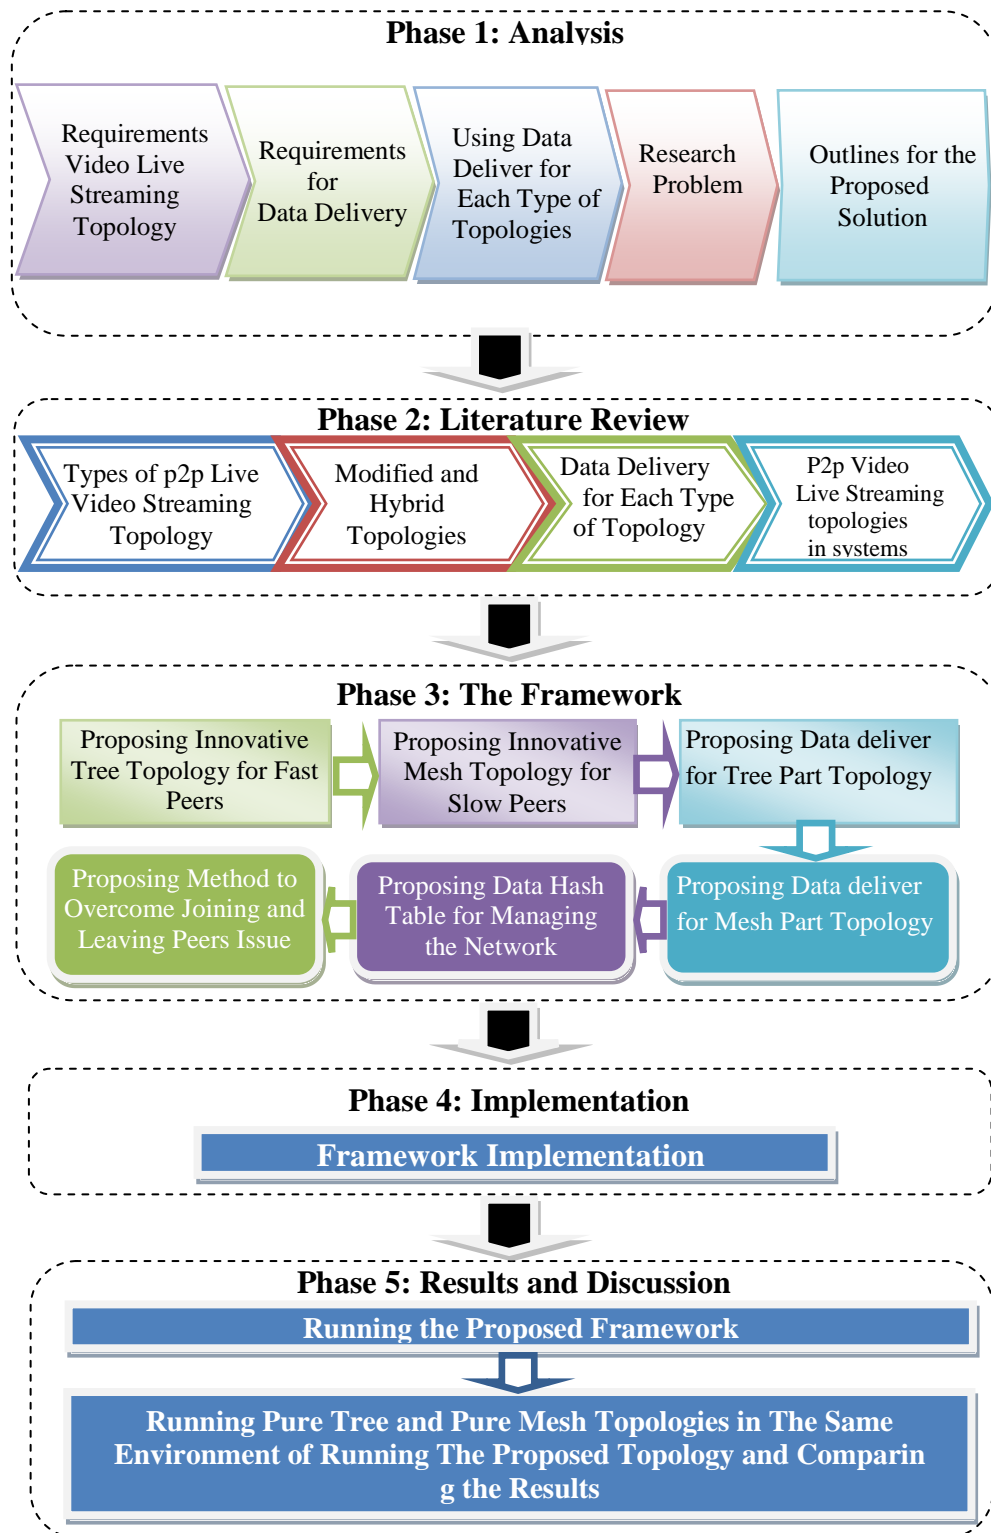 Phase 1: Analysis
Requirements
Video Live
Streaming
Topology
Requirements
for
Data Delivery
Using Data
Deliver for
Each Type of
Topologies
Research
Problem
Outlines for the
Proposed
Solution
Phase 2: Literature Review
Types of p2p Live
Video Streaming
Topology
Modified and
Hybrid
Topologies
Data Delivery
for Each Type
of Topology
P2p Video
Live Streaming
topologies
in systems
Phase 3: The Framework
Proposing Innovative
Tree Topology for Fast
Peers
Proposing Innovative
Mesh Topology for
Slow Peers
Proposing Data deliver
for Tree Part Topology
Proposing Data deliver
for Mesh Part Topology
Proposing Data Hash
Table for Managing
the Network
Proposing Method to
Overcome Joining and
Leaving Peers Issue
Phase 4: Implementation
Framework Implementation
Phase 5: Results and Discussion
Running the Proposed Framework
Running Pure Tree and Pure Mesh Topologies in The Same
Environment of Running The Proposed Topology and Comparin
g the Results